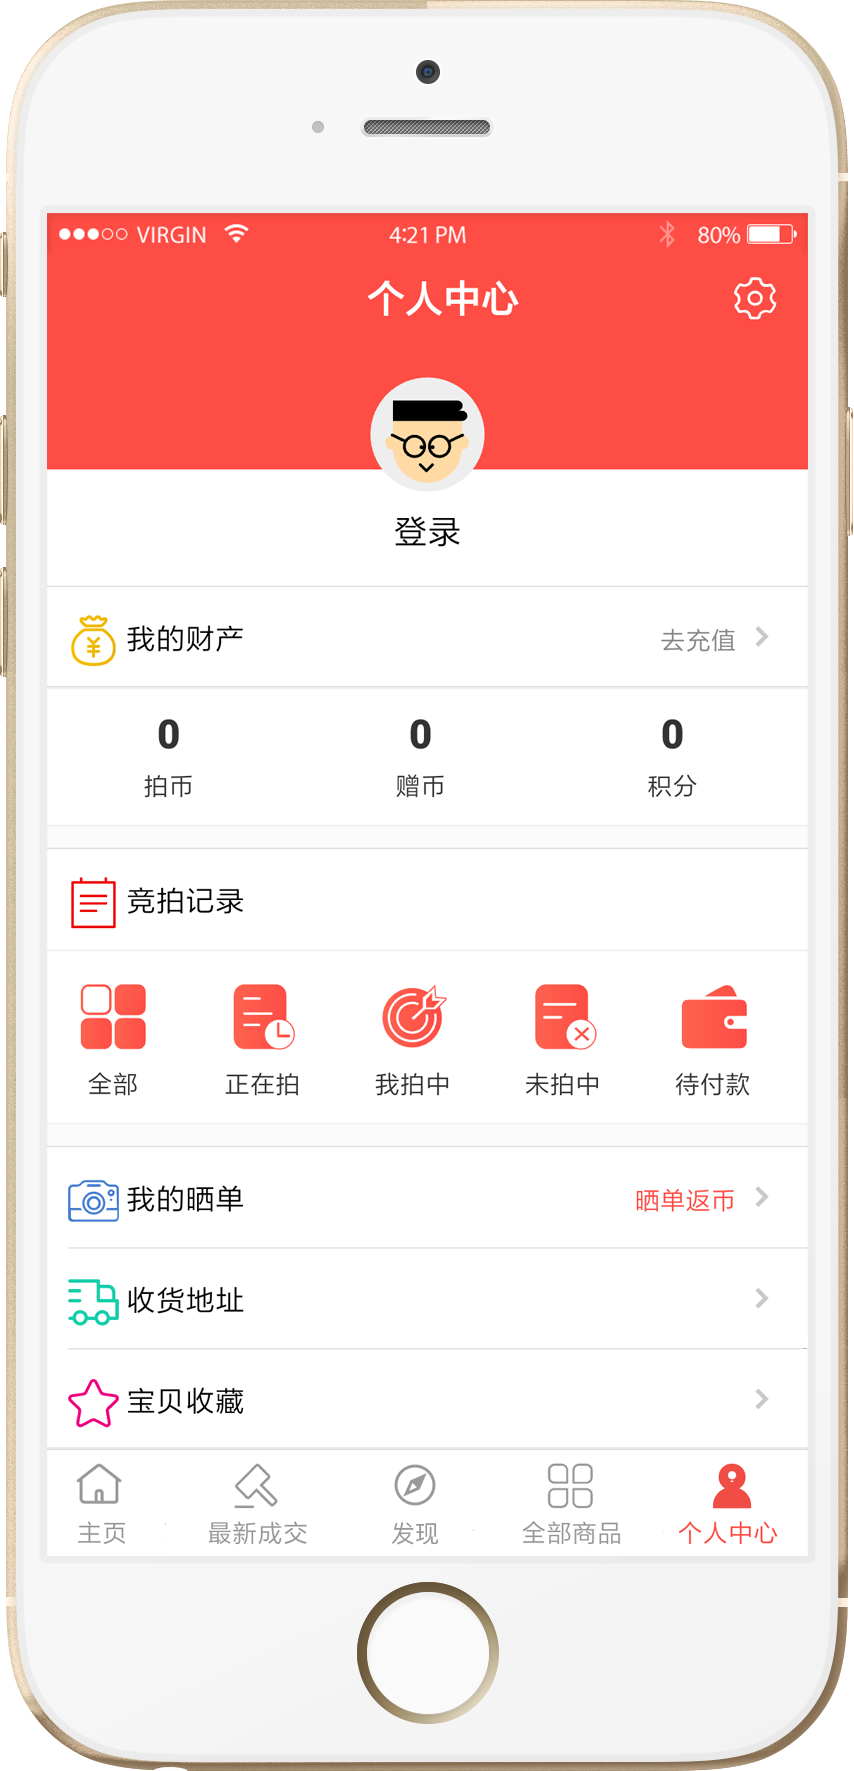 VIRGIN 4:21 PM 80%
个人中心
登录
我的财产 去充值
0 0 0
拍币 赠币 积分
竞拍记录
全部 正在拍 我拍中 未拍中 待付款
我的晒单 晒单返币
收货地址
宝贝收藏
主页 最新成交 发现 全部商品 个人中心